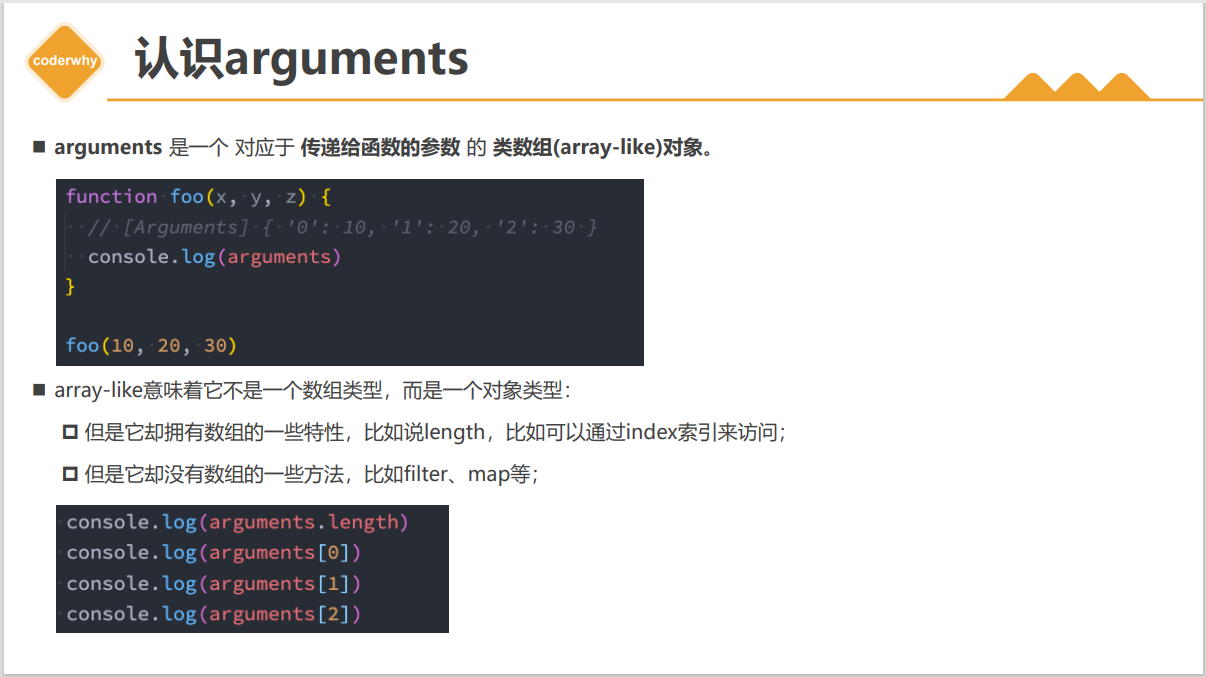 coderwhy
认识arguments
arguments 是一个 对应于 传递给函数的参数 的 类数组(array-like)对象。
function foo(x, y, z) {
// [Arguments] { '0': 10, '1': 20, '2': 30 }
console.log(arguments)
}
foo(10, 20, 30)
array-like意味着它不是一个数组类型，而是一个对象类型：
但是它却拥有数组的一些特性，比如说length，比如可以通过index索引来访问；
但是它却没有数组的一些方法，比如filter、map等；
console.log(arguments.length)
console.log(arguments[0])
console.log(arguments[1])
console.log(arguments[2])